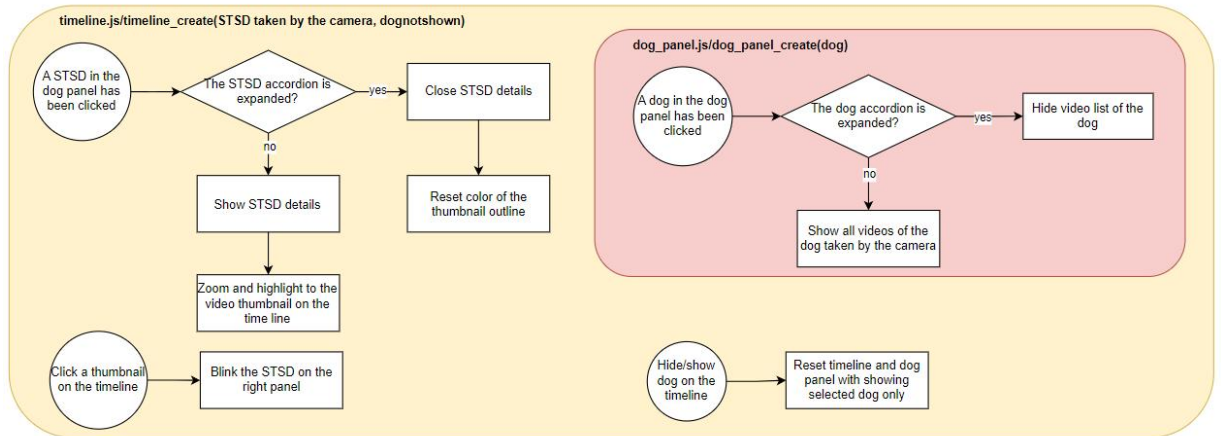 timeline.js/timeline_create(STSD taken by the camera, dognotshown)
A STSD in the
dog panel has
been clicked
The STSD accordion is
expanded?
yes
Close STSD details
no
Show STSD details
Reset color of the
thumbnail outline
Zoom and highlight to the
video thumbnail on the
time line
Click a thumbnail
on the timeline
Blink the STSD on the
right panel
dog_panel.js/dog_panel_create(dog)
A dog in the dog
panel has been
clicked
The dog accordion is
expanded?
yes
Hide video list of the
dog
no
Show all videos of the
dog taken by the camera
Hide/show
dog on the
timeline
Reset timeline and dog
panel with showing
selected dog only